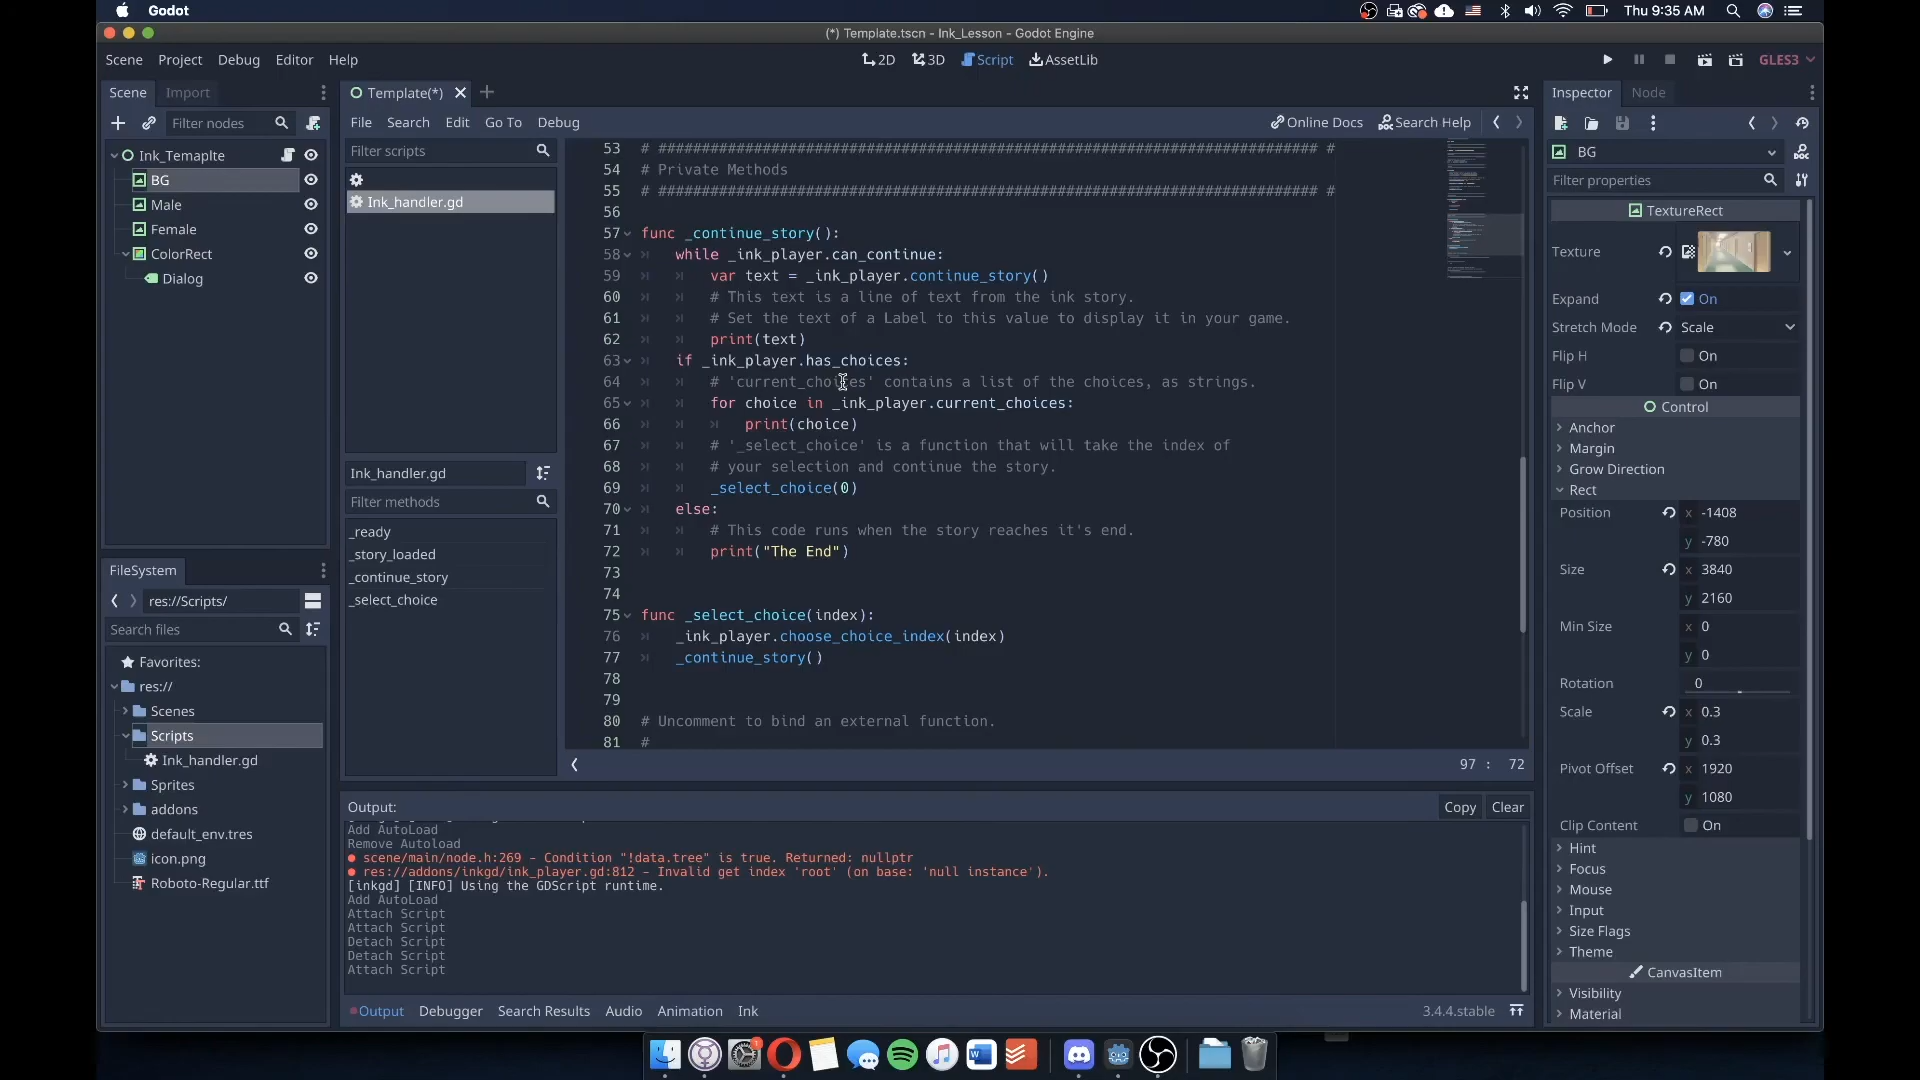 Godot
Thu 9:35 AM
(*) Template.tscn - Ink_Lesson - Godot Engine
Scene Project Debug Editor Help
2D 3D Script AssetLib
GLES3
Scene Import
Filter nodes
Ink_Temaplte
BG
Male
Female
ColorRect
Dialog
FileSystem
res://Scripts/
Search files
Favorites:
res://
Scenes
Scripts
Ink_handler.gd
Sprites
addons
default_env.tres
icon.png
Roboto-Regular.ttf
Template(*)
File Search Edit Go To Debug
Online Docs Search Help
Filter scripts
Ink_handler.gd
Ink_handler.gd
Filter methods
_ready
_story_loaded
_continue_story
_select_choice
53 # ############################################################################ #
54 # Private Methods
55 # ############################################################################ #
56
57 func _continue_story():
58 while _ink_player.can_continue:
59 var text = _ink_player.continue_story()
60 # This text is a line of text from the ink story.
61 # Set the text of a Label to this value to display it in your game.
62 print(text)
63 if _ink_player.has_choices:
64 # 'current_choices' contains a list of the choices, as strings.
65 for choice in _ink_player.current_choices:
66 print(choice)
67 # '_select_choice' is a function that will take the index of
68 # your selection and continue the story.
69 _select_choice(0)
70 else:
71 # This code runs when the story reaches it's end.
72 print("The End")
73
74
75 func _select_choice(index):
76 _ink_player.choose_choice_index(index)
77 _continue_story()
78
79
80 # Uncomment to bind an external function.
81 #
97 : 72
Output:
Copy Clear
Add AutoLoad
Remove Autoload
scene/main/node.h:269 - Condition "!data.tree" is true. Returned: nullptr
res://addons/inkgd/ink_player.gd:812 - Invalid get index 'root' (on base: 'null instance').
[inkgd] [INFO] Using the GDScript runtime.
Add AutoLoad
Attach Script
Attach Script
Detach Script
Detach Script
Attach Script
Output Debugger Search Results Audio Animation Ink
3.4.4.stable
Inspector Node
BG
Filter properties
TextureRect
Texture
Expand On
Stretch Mode Scale
Flip H On
Flip V On
Control
Anchor
Margin
Grow Direction
Rect
Position x -1408
y -780
Size x 3840
y 2160
Min Size x 0
y 0
Rotation 0
Scale x 0.3
y 0.3
Pivot Offset x 1920
y 1080
Clip Content On
Hint
Focus
Mouse
Input
Size Flags
Theme
CanvasItem
Visibility
Material